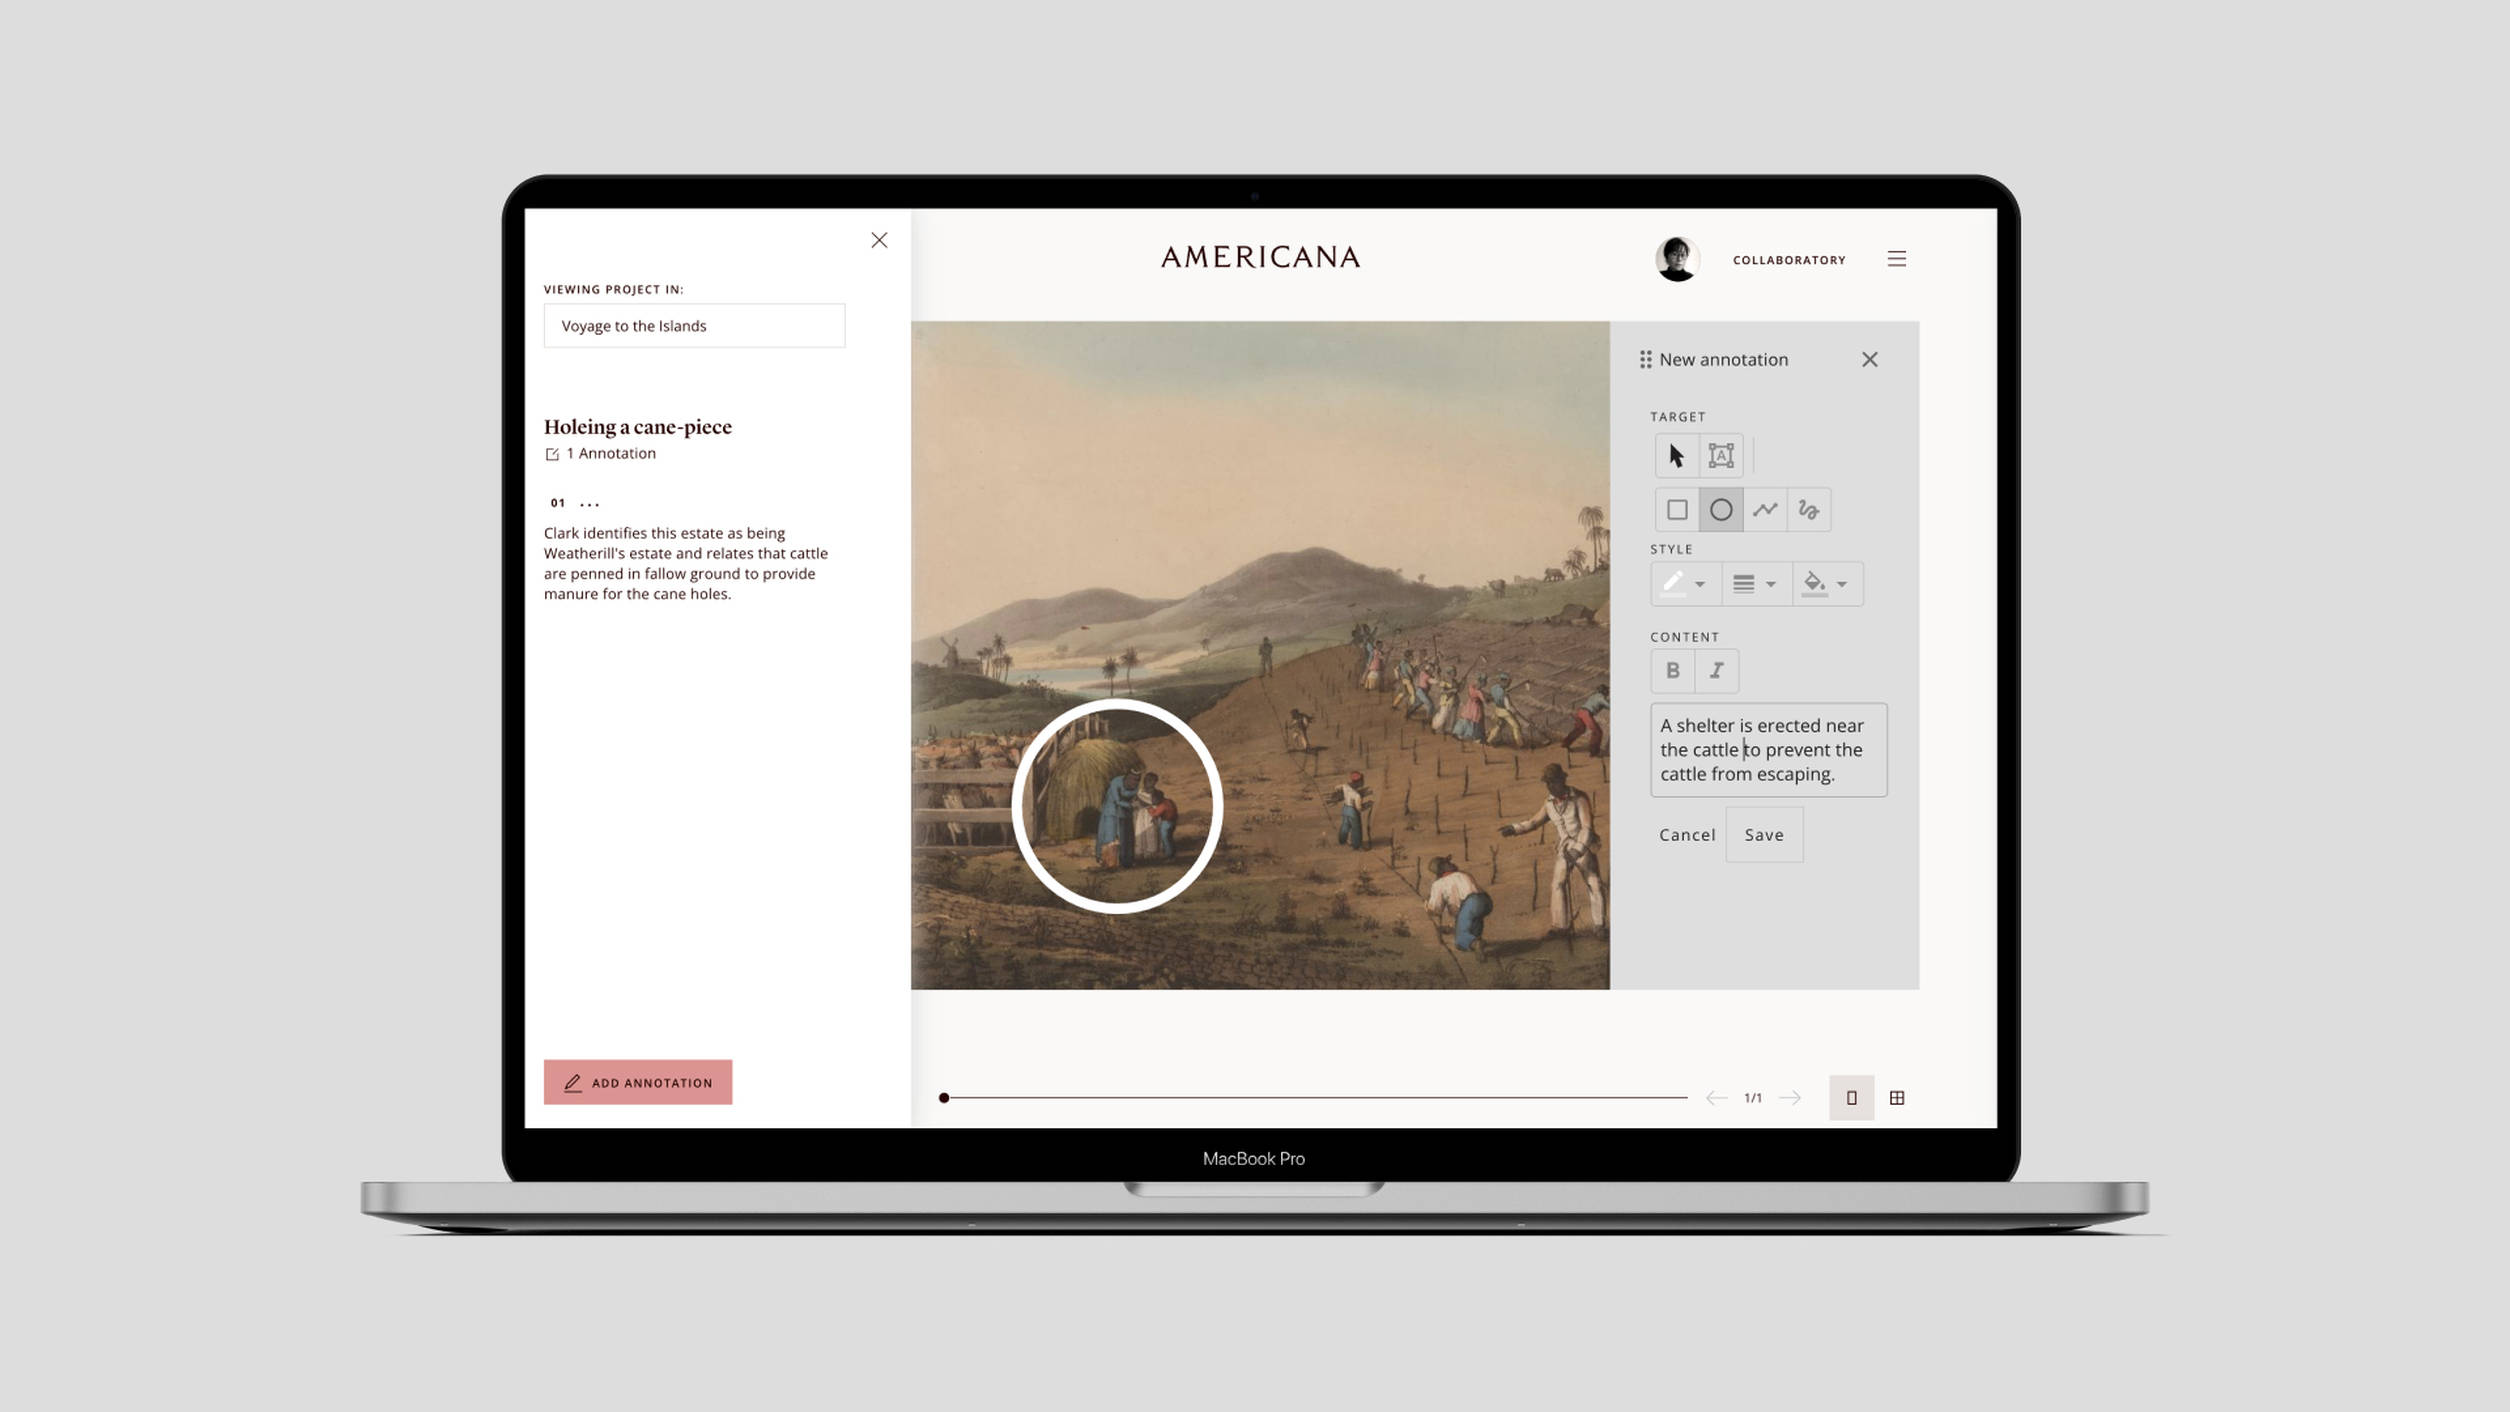 AMERICANA
COLLABORATORY
VIEWING PROJECT IN:
Voyage to the Islands
Holeing a cane-piece
1 Annotation
01 ...
Clark identifies this estate as being
Weatherill's estate and relates that cattle
are penned in fallow ground to provide
manure for the cane holes.
ADD ANNOTATION
New annotation
TARGET
A
STYLE
CONTENT
B I
A shelter is erected near
the cattle to prevent the
cattle from escaping.
Cancel Save
1/1
MacBook Pro